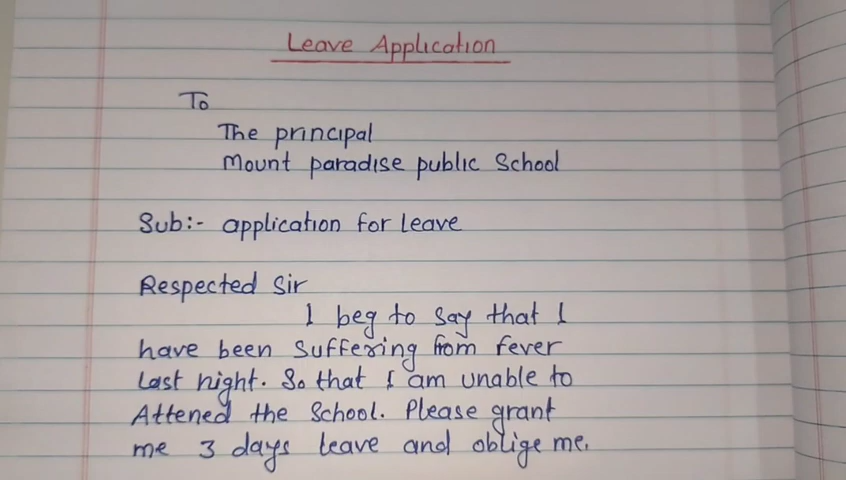 Leave Application
To
The principal
Mount paradise public School
Sub:- application for leave
Respected Sir
I beg to say that I
have been suffering from fever
Last night. So that I am unable to
Attened the School. Please grant
me 3 days leave and oblige me.